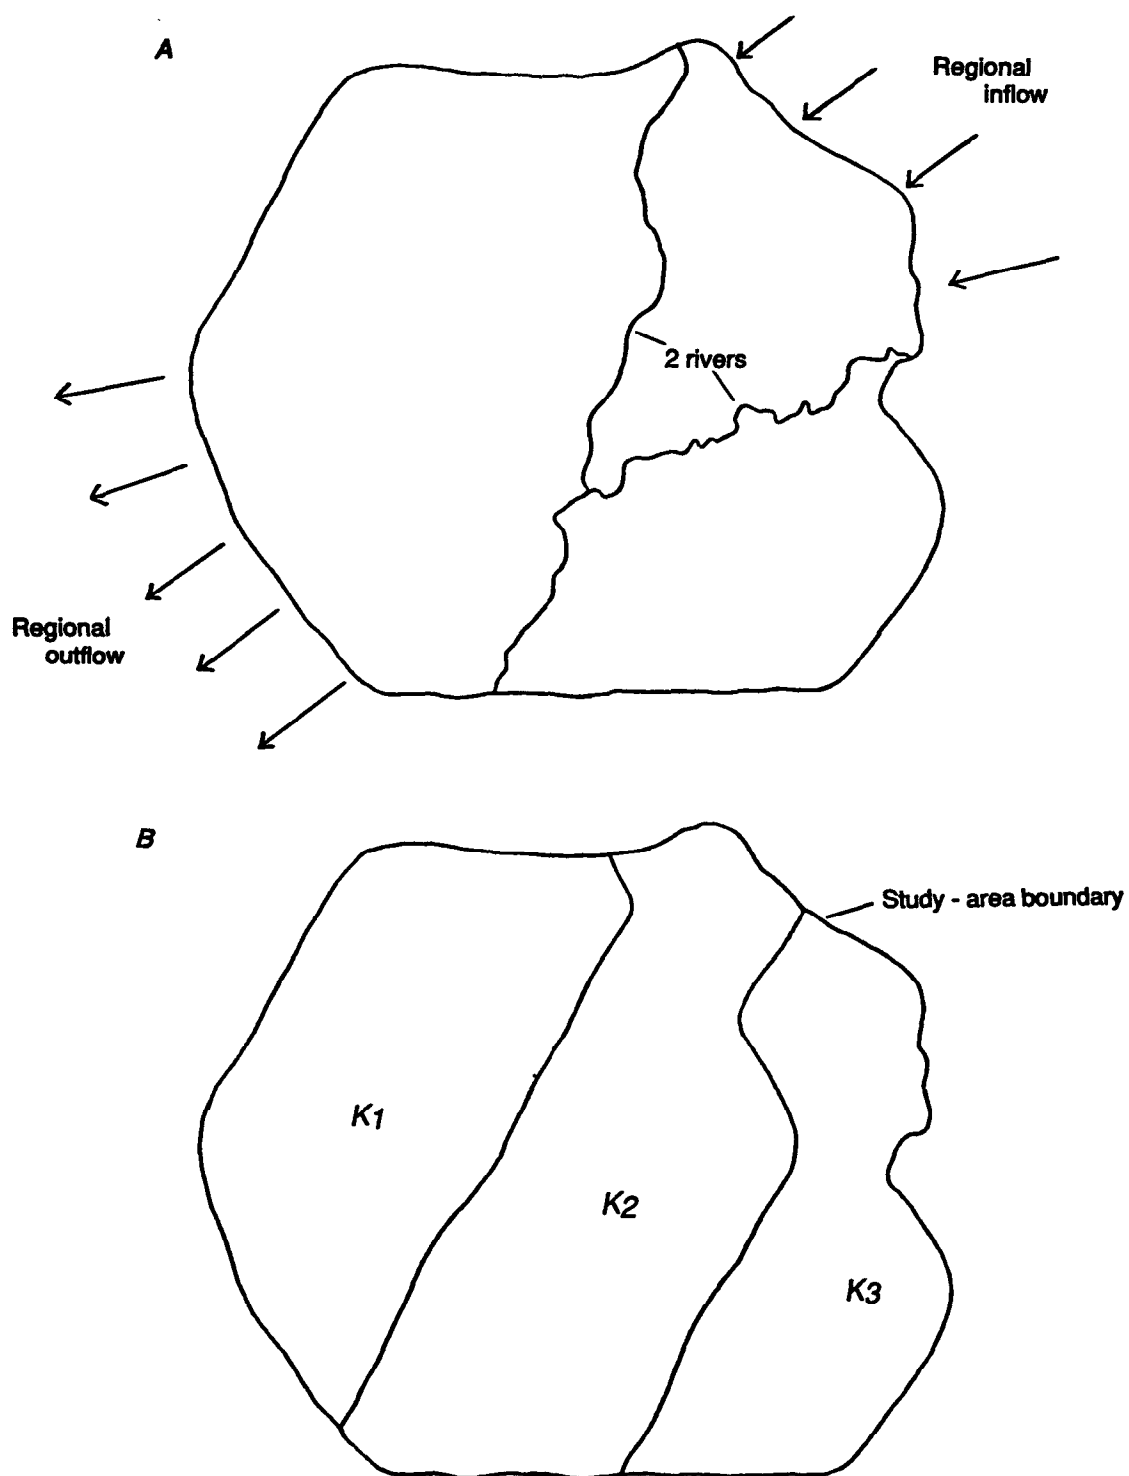 A
Regional
inflow
2 rivers
Regional
outflow
B
Study - area boundary
K1
K2
K3